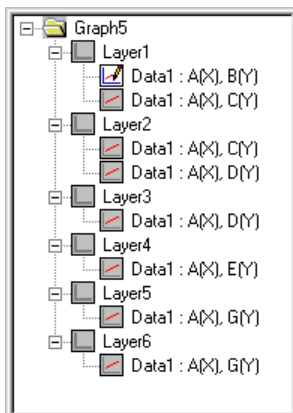 Graph5
Layer1
Data1 : A(X), B(Y)
Data1 : A(X), C(Y)
Layer2
Data1 : A(X), C(Y)
Data1 : A(X), D(Y)
Layer3
Data1 : A(X), D(Y)
Layer4
Data1 : A(X), E(Y)
Layer5
Data1 : A(X), G(Y)
Layer6
Data1 : A(X), G(Y)